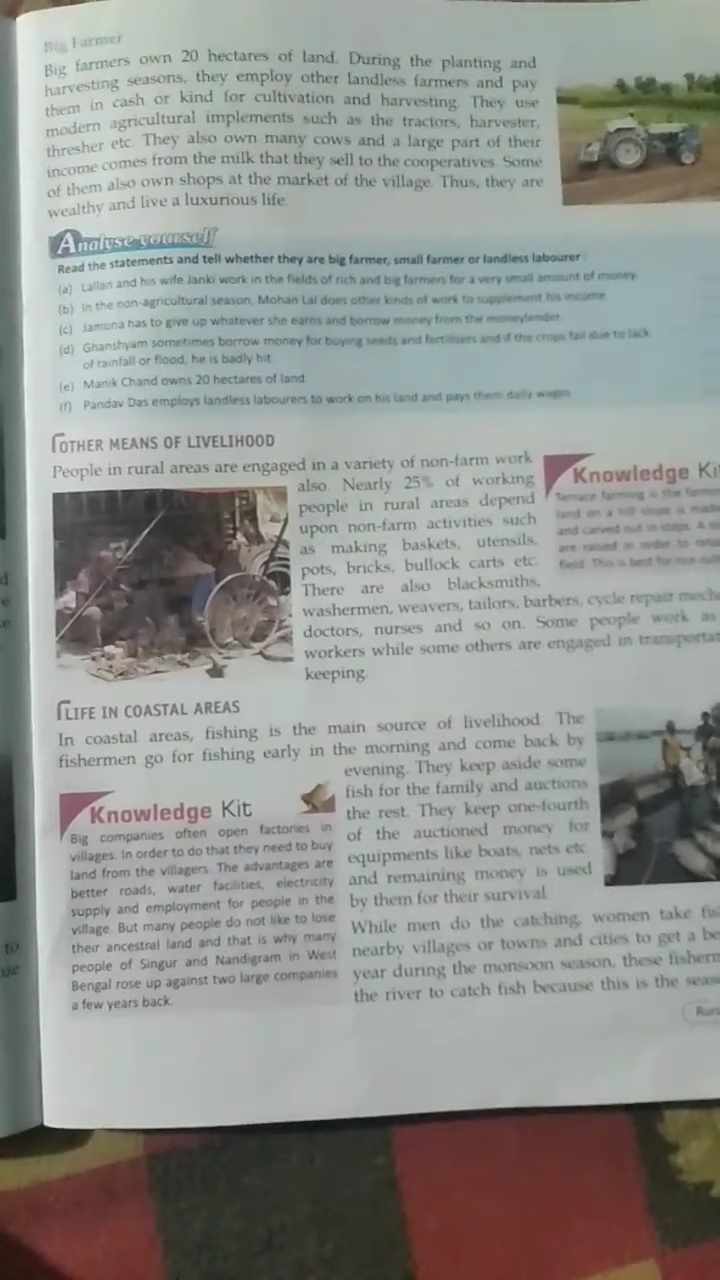 Big Farmer
Big farmers own 20 hectares of land. During the planting and
harvesting seasons, they employ other landless farmers and pay
them in cash or kind for cultivation and harvesting. They use
modern agricultural implements such as the tractors, harvester,
thresher etc. They also own many cows and a large part of their
income comes from the milk that they sell to the cooperatives. Some
of them also own shops at the market of the village. Thus, they are
wealthy and live a luxurious life.
Analyse yourself
Read the statements and tell whether they are big farmer, small farmer or landless labourer :
(a) Lallan and his wife Janki work in the fields of rich and big farmers for a very small amount of money
(b) In the non-agricultural season, Mohan Lal does other kinds of work to supplement his income
(c) Jamuna has to give up whatever she earns and borrow money from the moneylender
(d) Ghanshyam sometimes borrow money for buying seeds and fertilisers and if the crops fail due to lack
of rainfall or flood, he is badly hit
(e) Manik Chand owns 20 hectares of land
(f) Pandav Das employs landless labourers to work on his land and pays them daily wages
OTHER MEANS OF LIVELIHOOD
People in rural areas are engaged in a variety of non-farm work
also. Nearly 25% of working
people in rural areas depend
upon non-farm activities such
as making baskets, utensils,
pots, bricks, bullock carts etc.
There are also blacksmiths,
washermen, weavers, tailors, barbers, cycle repair mech
doctors, nurses and so on. Some people work as
workers while some others are engaged in transportat
keeping.
Knowledge Kit
Terrace farming is the
land on a hill slope is made
and carved out in steps. A
are raised in order to
field. This is best for rice
LIFE IN COASTAL AREAS
In coastal areas, fishing is the main source of livelihood. The
fishermen go for fishing early in the morning and come back by
evening. They keep aside some
fish for the family and auctions
the rest. They keep one-fourth
of the auctioned money for
equipments like boats, nets etc
and remaining money is used
by them for their survival.
While men do the catching, women take fis
nearby villages or towns and cities to get a be
year during the monsoon season, these fisherm
the river to catch fish because this is the seas
Knowledge Kit
Big companies often open factories in
villages. In order to do that they need to buy
land from the villagers. The advantages are
better roads, water facilities, electricity
supply and employment for people in the
village. But many people do not like to lose
their ancestral land and that is why many
people of Singur and Nandigram in West
Bengal rose up against two large companies
a few years back.
Rur